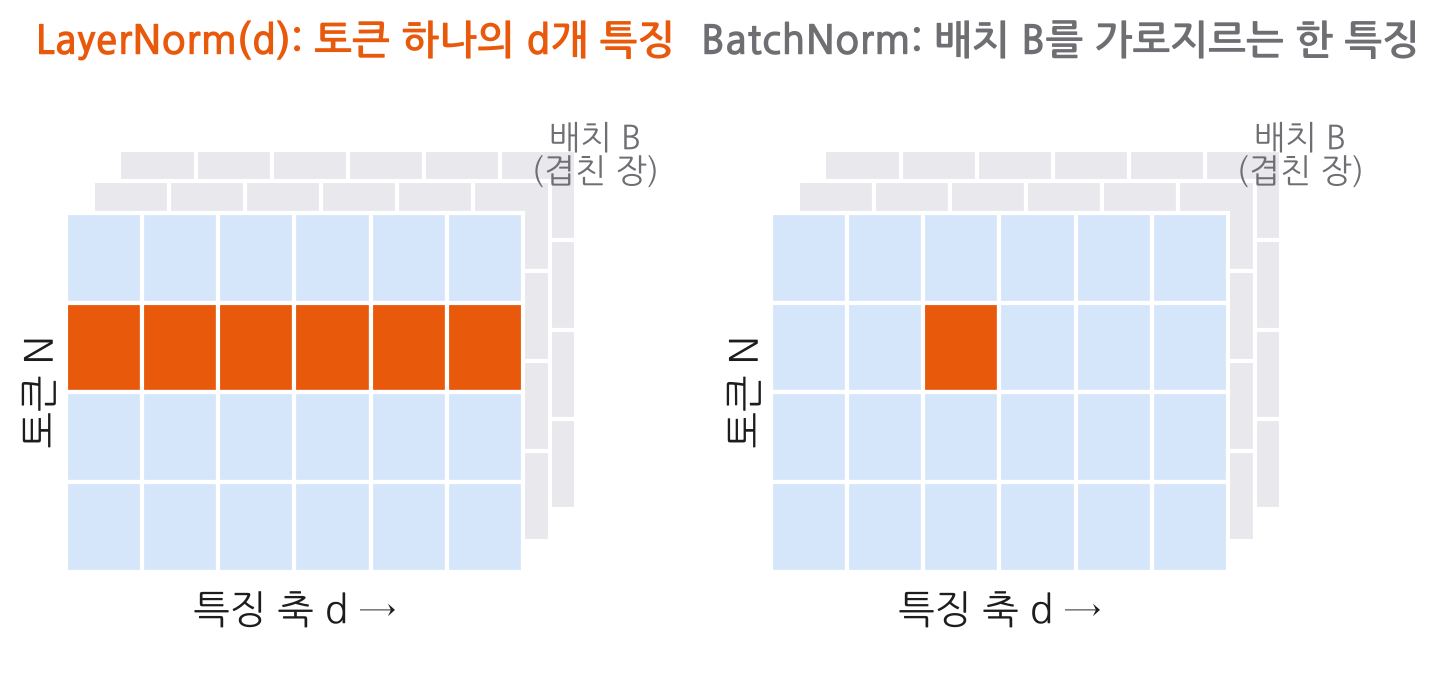 LayerNorm(d): 토큰 하나의 d개 특징
배치 B
(겹친 장)
토큰 N
특징 축 d →
BatchNorm: 배치 B를 가로지르는 한 특징
배치 B
(겹친 장)
토큰 N
특징 축 d →